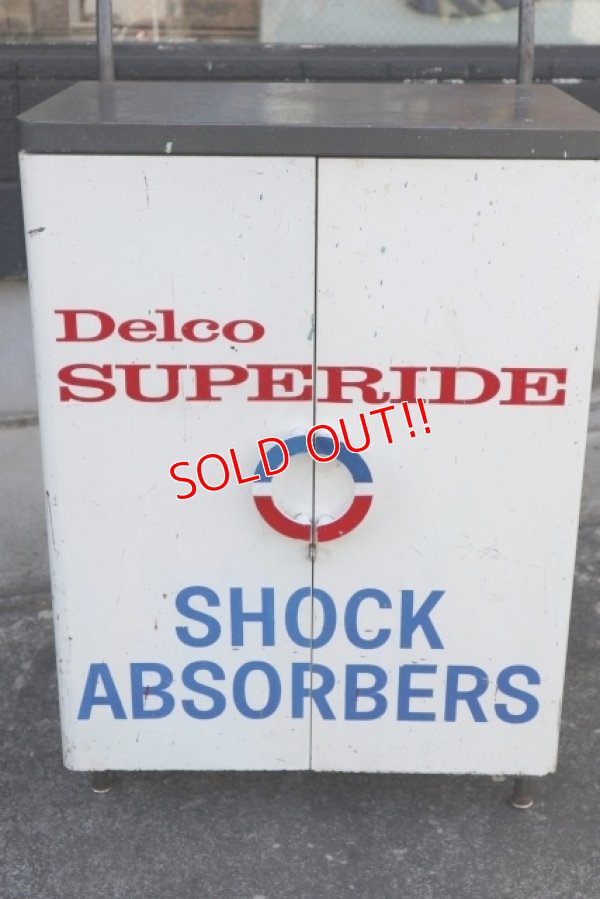 Delco
SUPERIDE
SOLD OUT!!
SHOCK
ABSORBERS